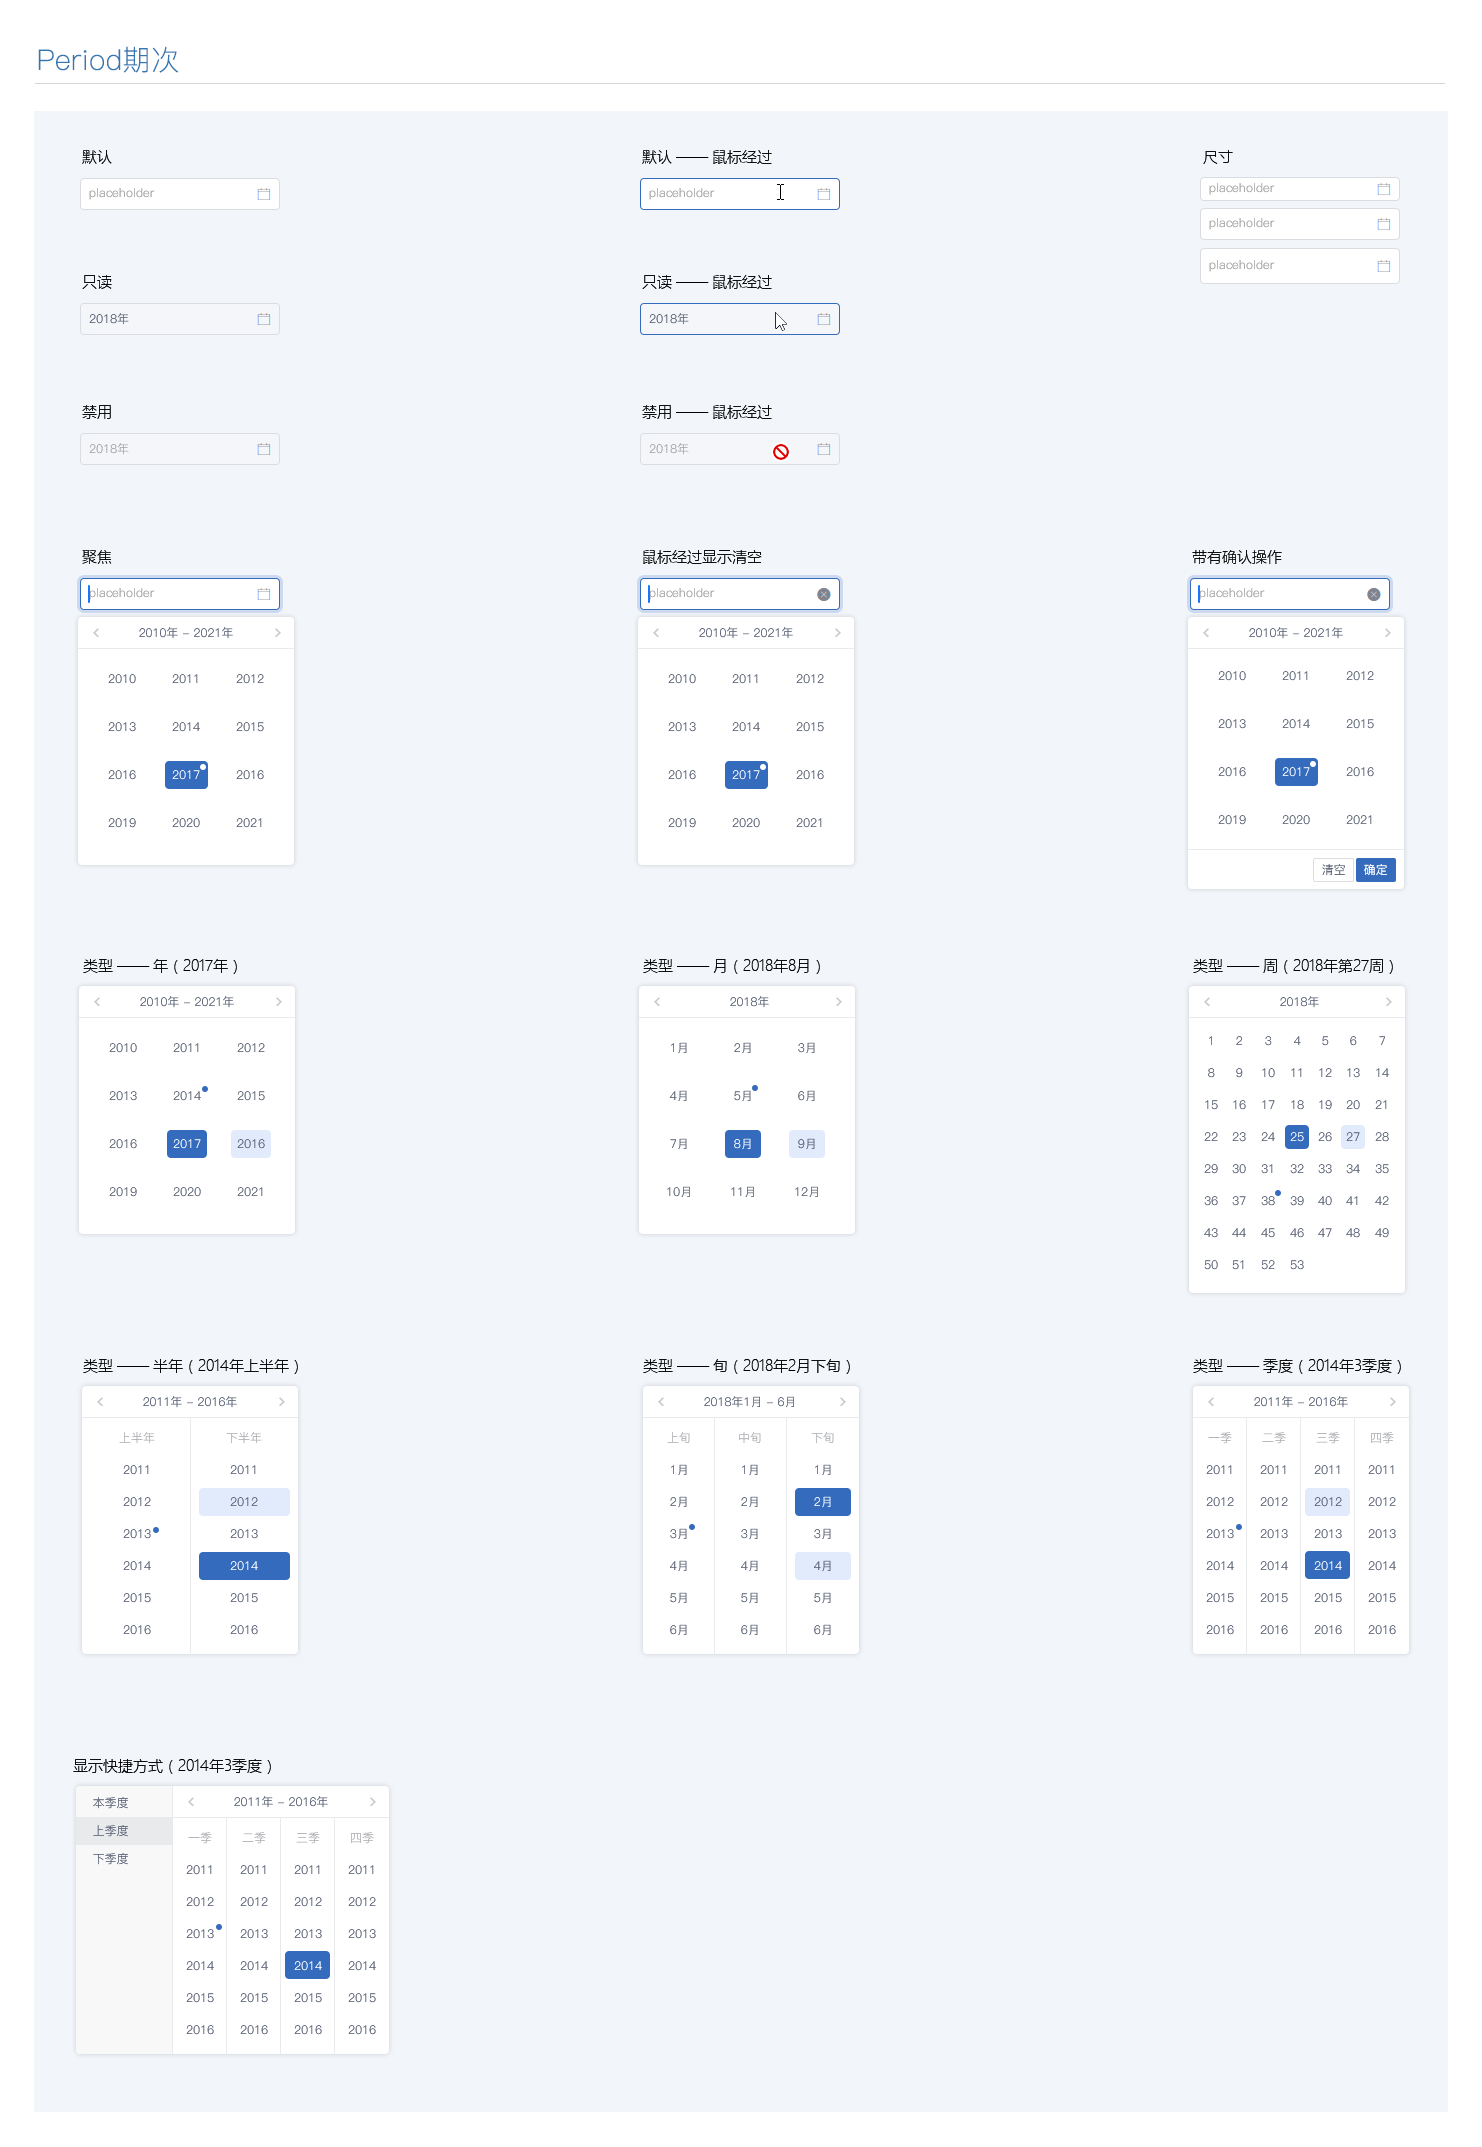 Period期次
默认
默认 —— 鼠标经过
尺寸
placeholder
placeholder
placeholder
placeholder
placeholder
只读
只读 —— 鼠标经过
2018年
2018年
禁用
禁用 —— 鼠标经过
2018年
2018年
聚焦
placeholder
2010年 – 2021年
2010 2011 2012
2013 2014 2015
2016 2017 2016
2019 2020 2021
鼠标经过显示清空
placeholder
2010年 – 2021年
2010 2011 2012
2013 2014 2015
2016 2017 2016
2019 2020 2021
带有确认操作
placeholder
2010年 – 2021年
2010 2011 2012
2013 2014 2015
2016 2017 2016
2019 2020 2021
清空 确定
类型 —— 年（2017年）
2010年 – 2021年
2010 2011 2012
2013 2014 2015
2016 2017 2016
2019 2020 2021
类型 —— 月（2018年8月）
2018年
1月 2月 3月
4月 5月 6月
7月 8月 9月
10月 11月 12月
类型 —— 周（2018年第27周）
2018年
1 2 3 4 5 6 7
8 9 10 11 12 13 14
15 16 17 18 19 20 21
22 23 24 25 26 27 28
29 30 31 32 33 34 35
36 37 38 39 40 41 42
43 44 45 46 47 48 49
50 51 52 53
类型 —— 半年（2014年上半年）
2011年 – 2016年
上半年 下半年
2011 2011
2012 2012
2013 2013
2014 2014
2015 2015
2016 2016
类型 —— 旬（2018年2月下旬）
2018年1月 – 6月
上旬 中旬 下旬
1月 1月 1月
2月 2月 2月
3月 3月 3月
4月 4月 4月
5月 5月 5月
6月 6月 6月
类型 —— 季度（2014年3季度）
2011年 – 2016年
一季 二季 三季 四季
2011 2011 2011 2011
2012 2012 2012 2012
2013 2013 2013 2013
2014 2014 2014 2014
2015 2015 2015 2015
2016 2016 2016 2016
显示快捷方式（2014年3季度）
本季度
上季度
下季度
2011年 – 2016年
一季 二季 三季 四季
2011 2011 2011 2011
2012 2012 2012 2012
2013 2013 2013 2013
2014 2014 2014 2014
2015 2015 2015 2015
2016 2016 2016 2016